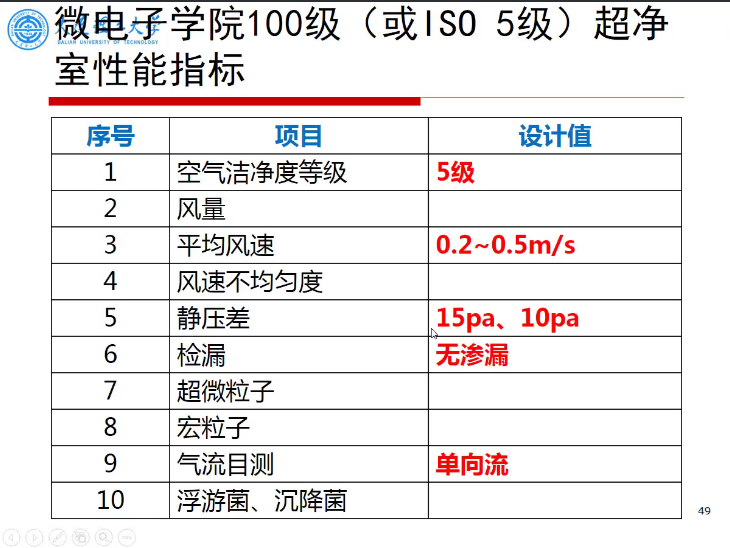 微电子学院100级（或ISO 5级）超净
室性能指标
DALIAN UNIVERSITY OF TECHNOLOGY
序号 项目 设计值
1 空气洁净度等级 5级
2 风量
3 平均风速 0.2~0.5m/s
4 风速不均匀度
5 静压差 15pa、10pa
6 检漏 无渗漏
7 超微粒子
8 宏粒子
9 气流目测 单向流
10 浮游菌、沉降菌
49